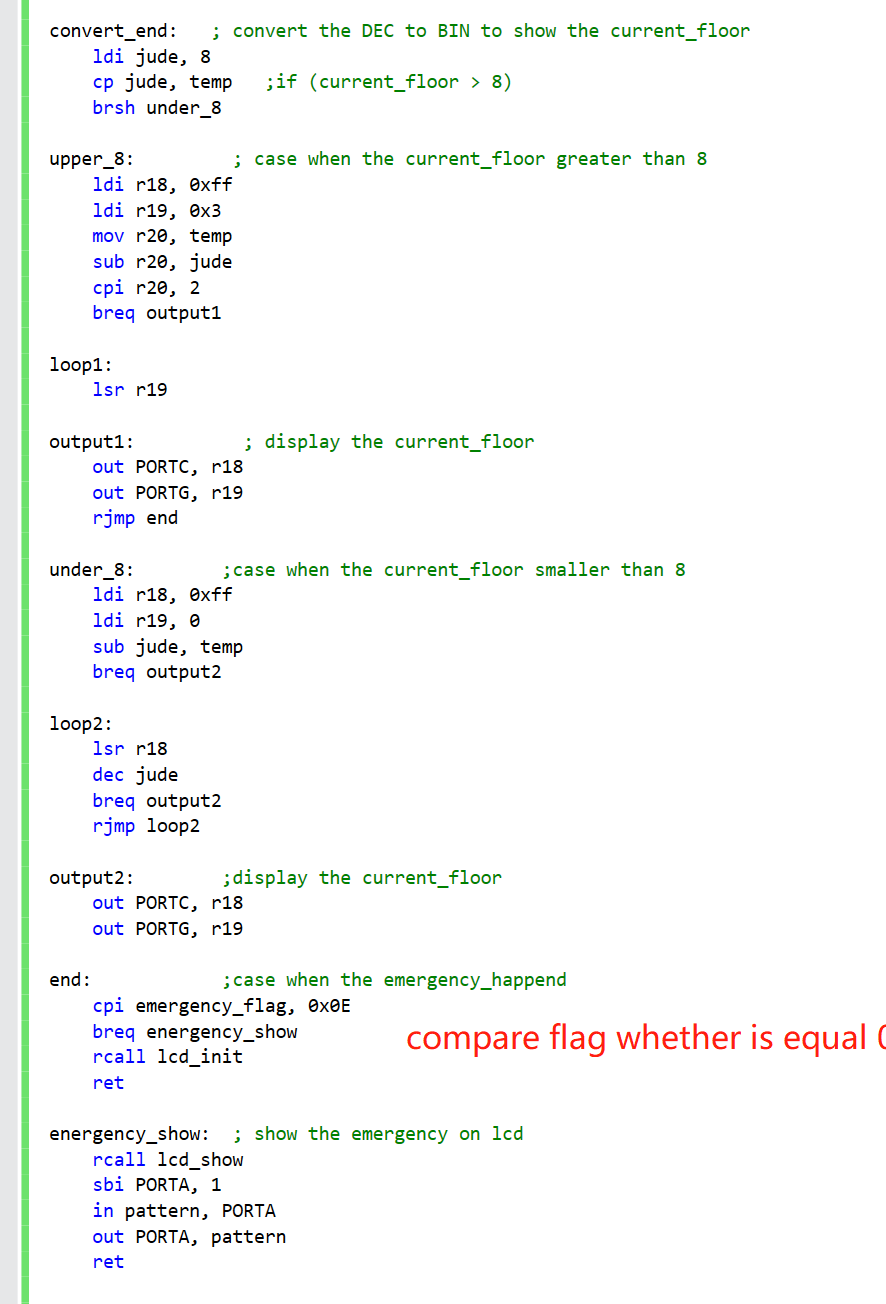 convert_end: ; convert the DEC to BIN to show the current_floor
ldi jude, 8
cp jude, temp ;if (current_floor > 8)
brsh under_8
upper_8: ; case when the current_floor greater than 8
ldi r18, 0xff
ldi r19, 0x3
mov r20, temp
sub r20, jude
cpi r20, 2
breq output1
loop1:
lsr r19
output1: ; display the current_floor
out PORTC, r18
out PORTG, r19
rjmp end
under_8: ;case when the current_floor smaller than 8
ldi r18, 0xff
ldi r19, 0
sub jude, temp
breq output2
loop2:
lsr r18
dec jude
breq output2
rjmp loop2
output2: ;display the current_floor
out PORTC, r18
out PORTG, r19
end: ;case when the emergency_happend
cpi emergency_flag, 0x0E
breq energency_show
compare flag whether is equal
rcall lcd_init
ret
energency_show: ; show the emergency on lcd
rcall lcd_show
sbi PORTA, 1
in pattern, PORTA
out PORTA, pattern
ret